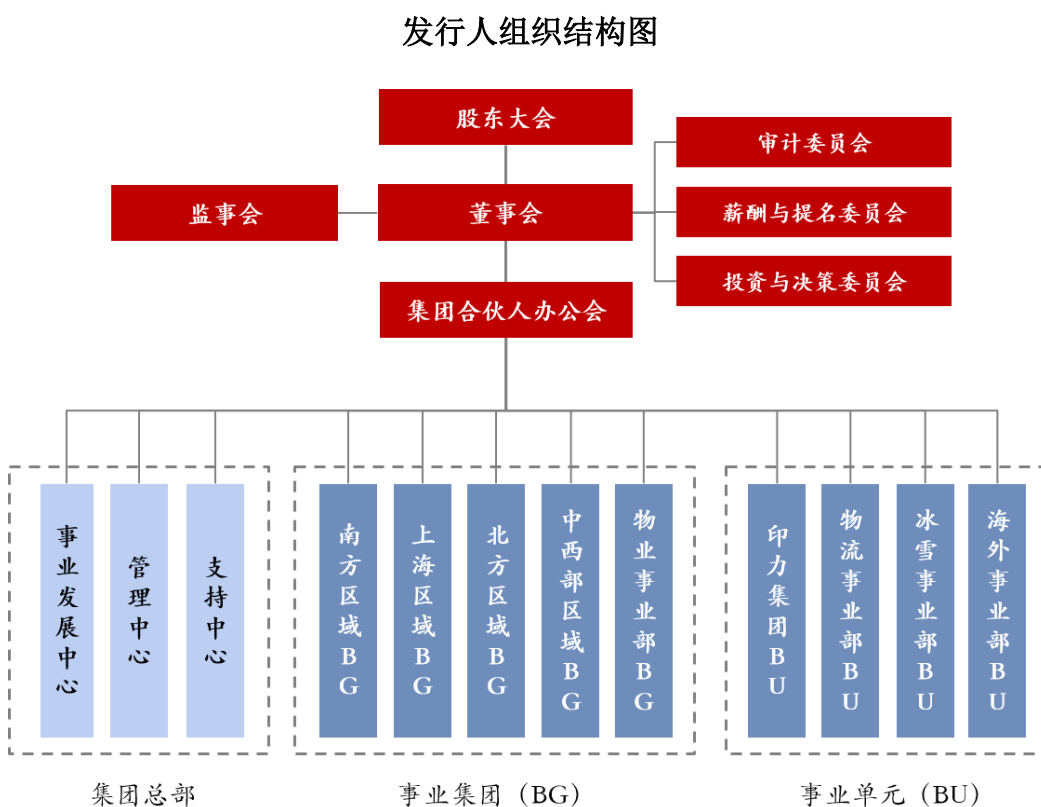 发行人组织结构图
股东大会
审计委员会
监事会
董事会
薪酬与提名委员会
投资与决策委员会
集团合伙人办公会
事业发展中心
管理中心
支持中心
南方区域BG
上海区域BG
北方区域BG
中西部区域BG
物业事业部BG
印力集团BU
物流事业部BU
冰雪事业部BU
海外事业部BU
集团总部
事业集团（BG）
事业单元（BU）